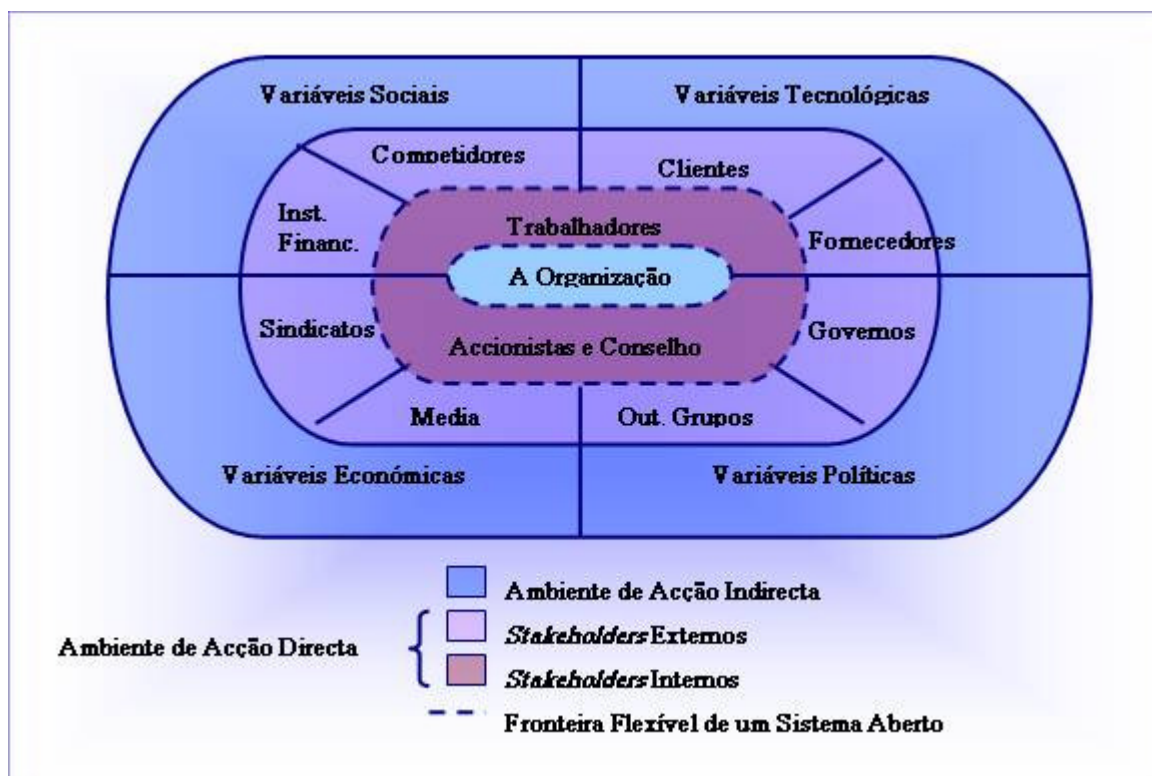 Variáveis Sociais
Variáveis Tecnológicas
Competidores
Clientes
Inst.
Financ.
Trabalhadores
Fornecedores
A Organização
Sindicatos
Governos
Accionistas e Conselho
Media
Out. Grupos
Variáveis Económicas
Variáveis Políticas
Ambiente de Acção Indirecta
Ambiente de Acção Directa
Stakeholders Externos
Stakeholders Internos
Fronteira Flexível de um Sistema Aberto